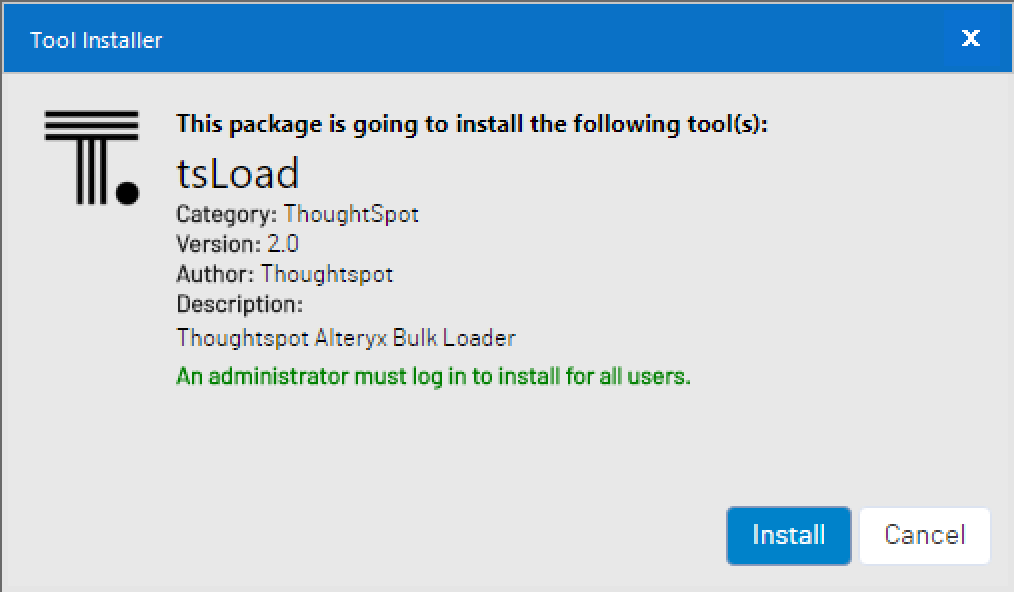 Tool Installer
x
This package is going to install the following tool(s):
tsLoad
Category: ThoughtSpot
Version: 2.0
Author: Thoughtspot
Description:
Thoughtspot Alteryx Bulk Loader
An administrator must log in to install for all users.
Install Cancel